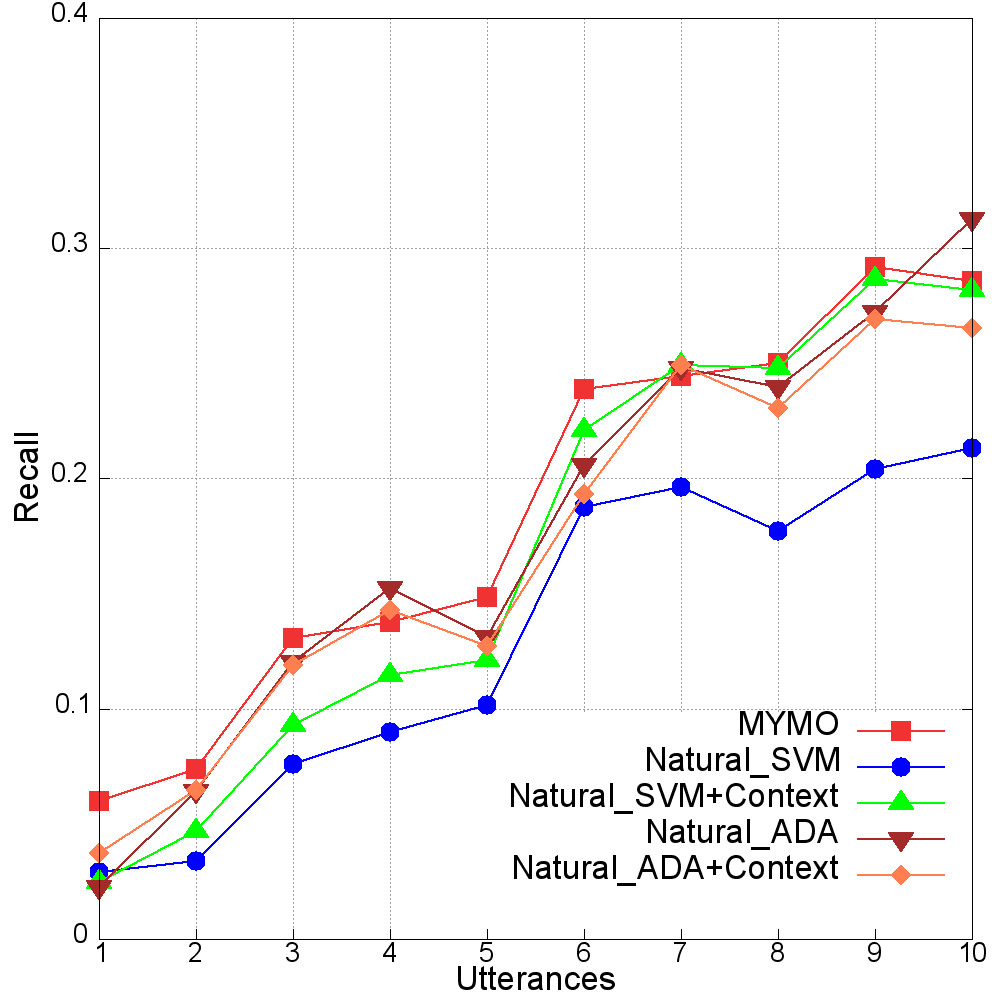 0.4
0.3
0.2
0.1
0
Recall
MYMO
Natural_SVM
Natural_SVM+Context
Natural_ADA
Natural_ADA+Context
1 2 3 4 5 6 7 8 9 10
Utterances